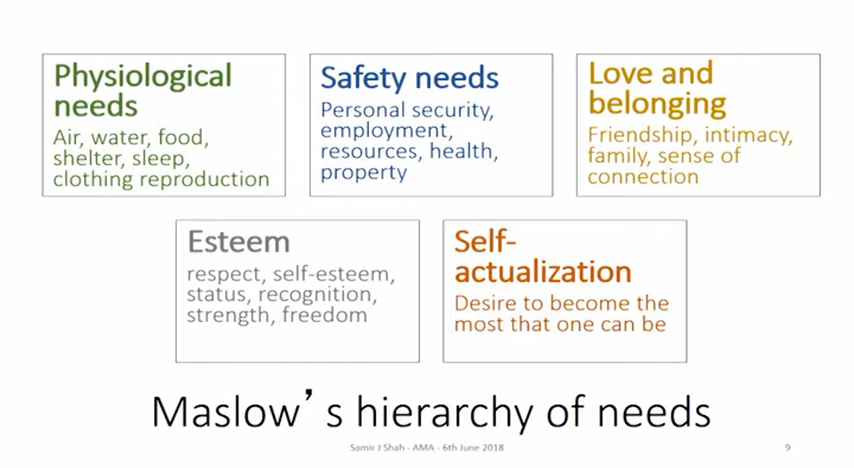 Physiological
needs
Air, water, food,
shelter, sleep,
clothing reproduction
Safety needs
Personal security,
employment,
resources, health,
property
Love and
belonging
Friendship, intimacy,
family, sense of
connection
Esteem
respect, self-esteem,
status, recognition,
strength, freedom
Self-
actualization
Desire to become the
most that one can be
Maslow’s hierarchy of needs
Samir J Shah - AMA - 6th June 2018
9